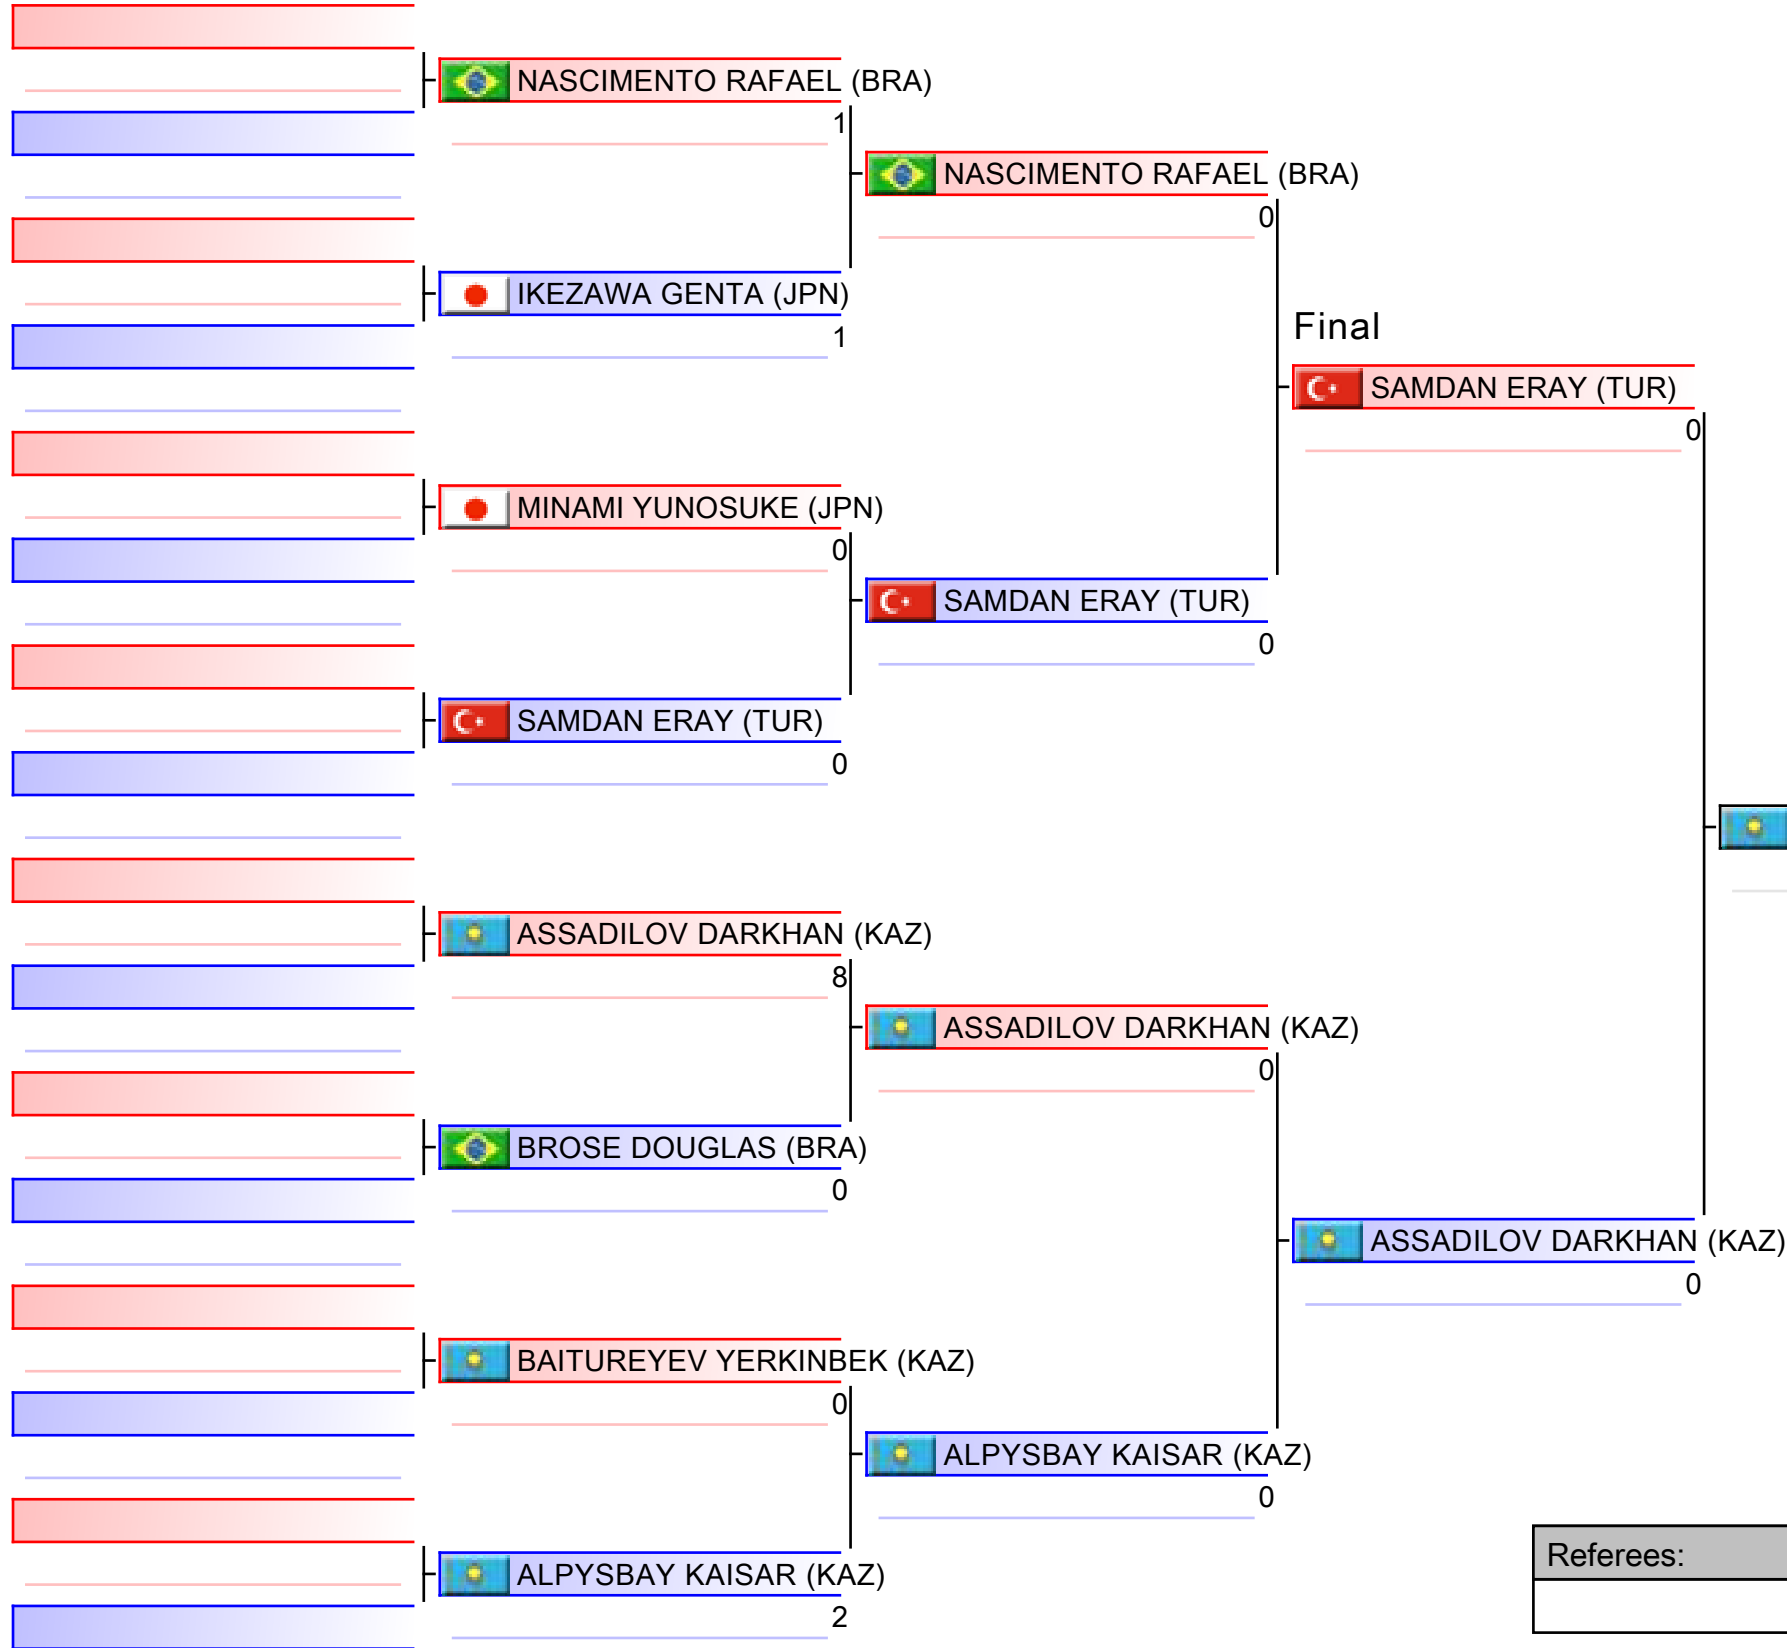 NASCIMENTO RAFAEL (BRA)
1
NASCIMENTO RAFAEL (BRA)
0
IKEZAWA GENTA (JPN)
1
Final
SAMDAN ERAY (TUR)
0
MINAMI YUNOSUKE (JPN)
0
SAMDAN ERAY (TUR)
0
SAMDAN ERAY (TUR)
0
ASSADILOV DARKHAN (KAZ)
8
ASSADILOV DARKHAN (KAZ)
0
BROSE DOUGLAS (BRA)
0
ASSADILOV DARKHAN (KAZ)
0
BAITUREYEV YERKINBEK (KAZ)
0
ALPYSBAY KAISAR (KAZ)
0
ALPYSBAY KAISAR (KAZ)
2
Referees: